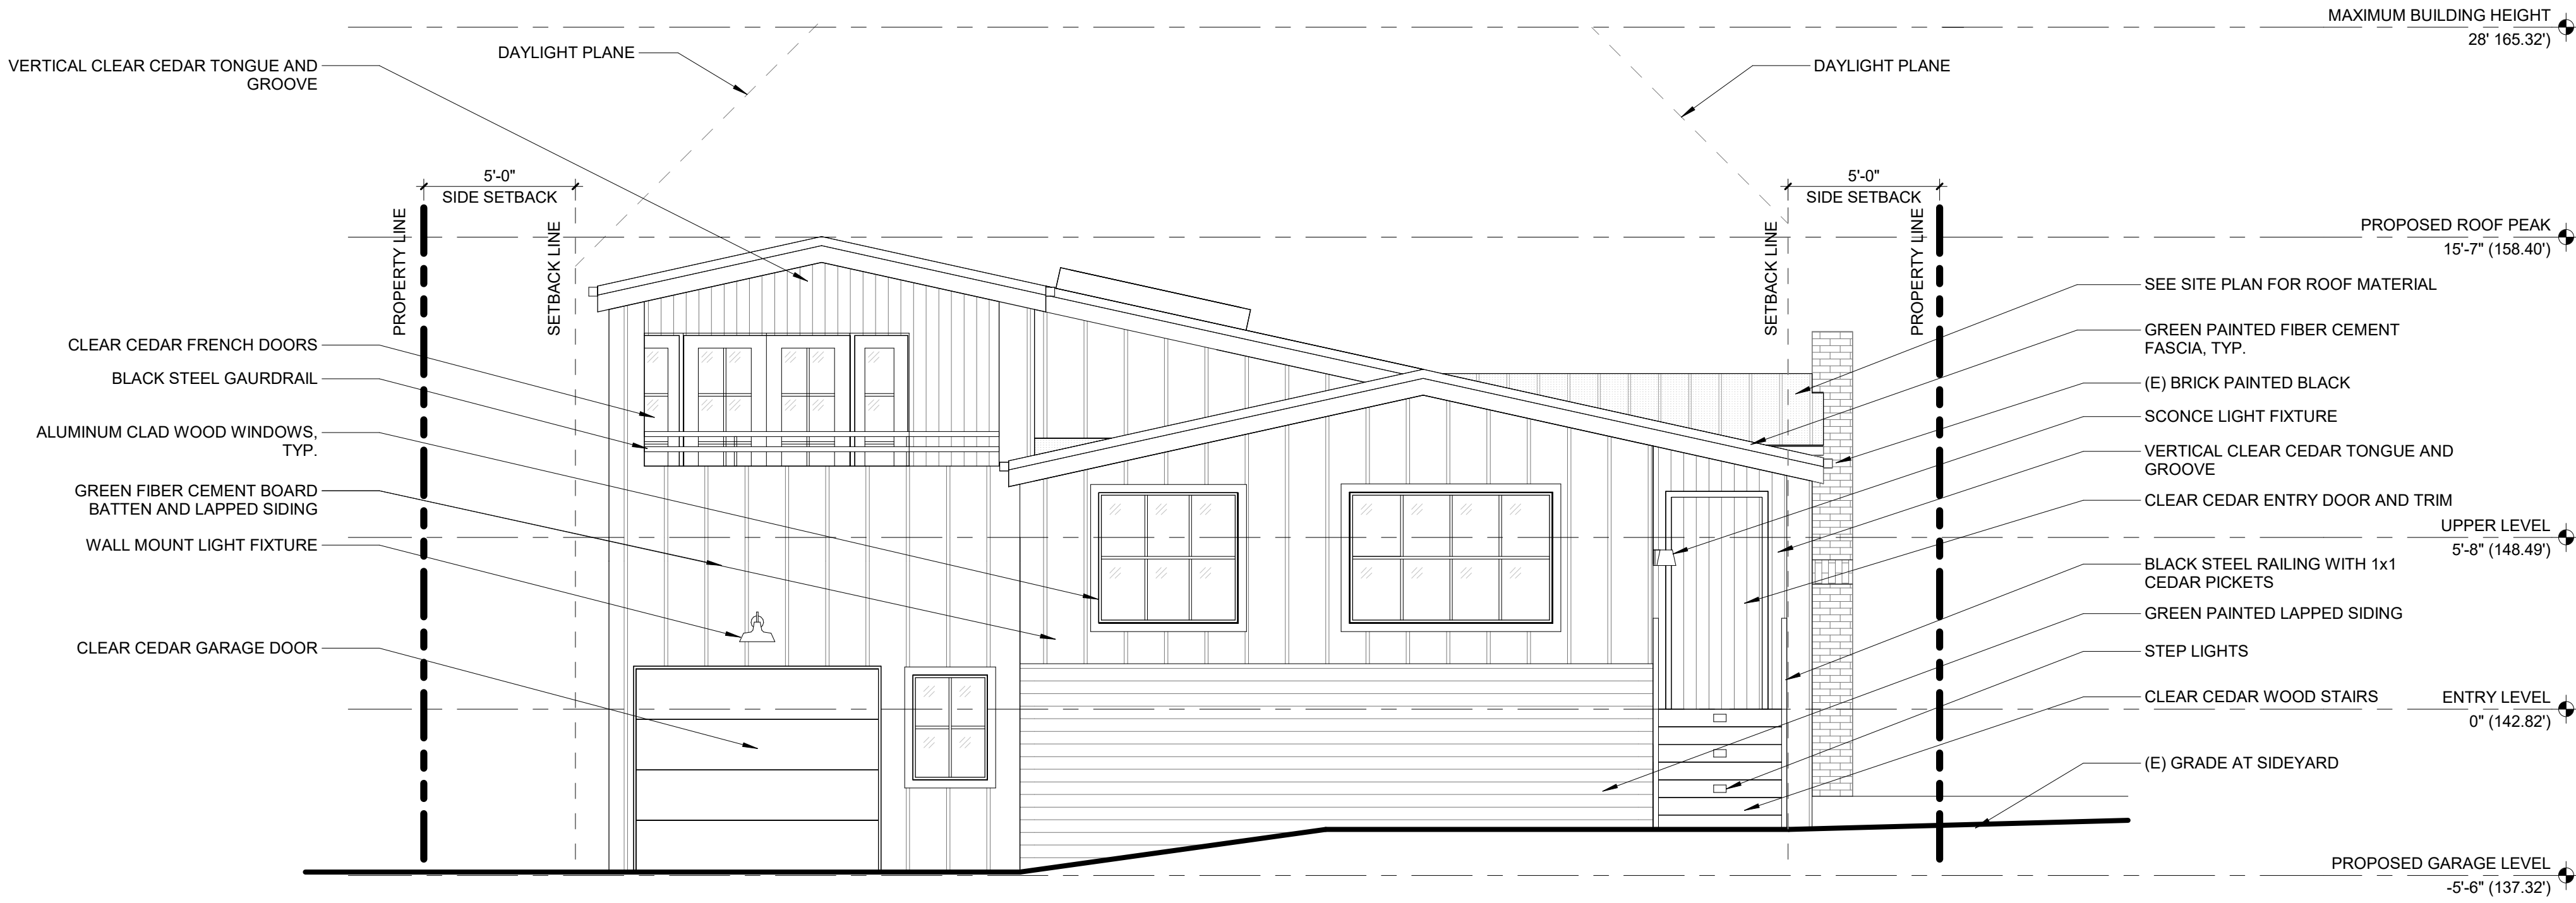 MAXIMUM BUILDING HEIGHT
28' 165.32')
DAYLIGHT PLANE
DAYLIGHT PLANE
VERTICAL CLEAR CEDAR TONGUE AND
GROOVE
5'-0"
SIDE SETBACK
5'-0"
SIDE SETBACK
PROPERTY LINE
SETBACK LINE
SETBACK LINE
PROPERTY LINE
PROPOSED ROOF PEAK
15'-7" (158.40')
CLEAR CEDAR FRENCH DOORS
BLACK STEEL GAURDRAIL
ALUMINUM CLAD WOOD WINDOWS,
TYP.
GREEN FIBER CEMENT BOARD
BATTEN AND LAPPED SIDING
WALL MOUNT LIGHT FIXTURE
CLEAR CEDAR GARAGE DOOR
SEE SITE PLAN FOR ROOF MATERIAL
GREEN PAINTED FIBER CEMENT
FASCIA, TYP.
(E) BRICK PAINTED BLACK
SCONCE LIGHT FIXTURE
VERTICAL CLEAR CEDAR TONGUE AND
GROOVE
CLEAR CEDAR ENTRY DOOR AND TRIM
UPPER LEVEL
5'-8" (148.49')
BLACK STEEL RAILING WITH 1x1
CEDAR PICKETS
GREEN PAINTED LAPPED SIDING
STEP LIGHTS
CLEAR CEDAR WOOD STAIRS
ENTRY LEVEL
0" (142.82')
(E) GRADE AT SIDEYARD
PROPOSED GARAGE LEVEL
-5'-6" (137.32')